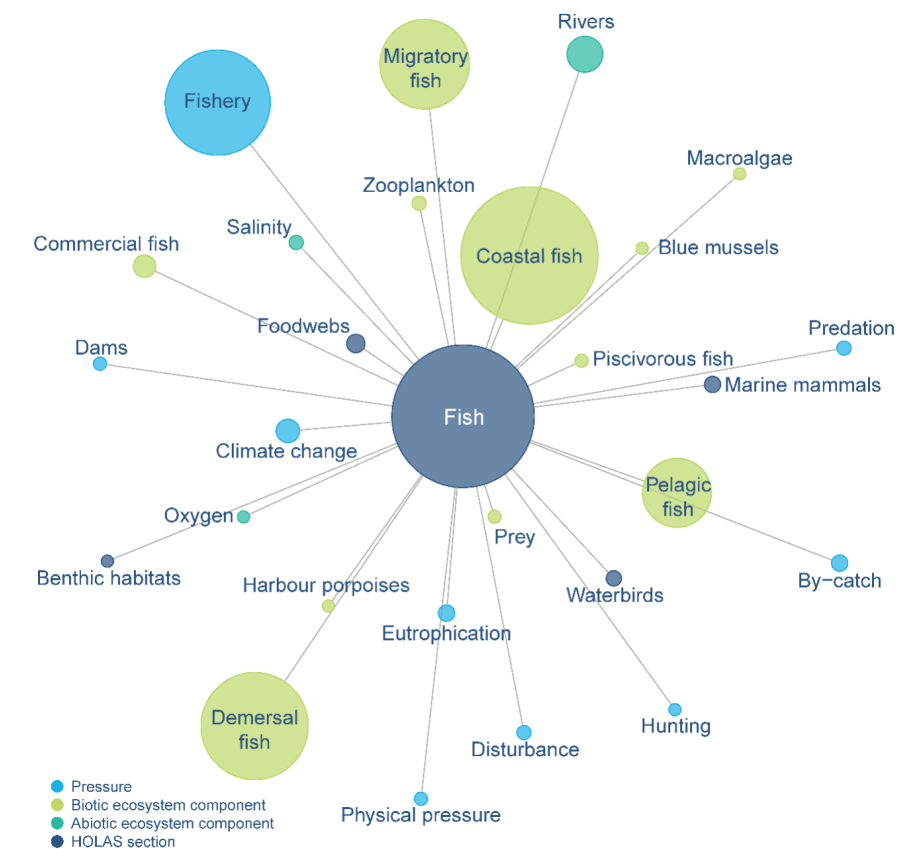 Rivers
Migratory
fish
Fishery
Macroalgae
Zooplankton
Salinity
Commercial fish
Coastal fish
Blue mussels
Foodwebs
Predation
Dams
Piscivorous fish
Marine mammals
Fish
Climate change
Pelagic
fish
Oxygen
Prey
Benthic habitats
Harbour porpoises
Waterbirds
By−catch
Eutrophication
Demersal
fish
Hunting
Disturbance
Physical pressure
Pressure
Biotic ecosystem component
Abiotic ecosystem component
HOLAS section